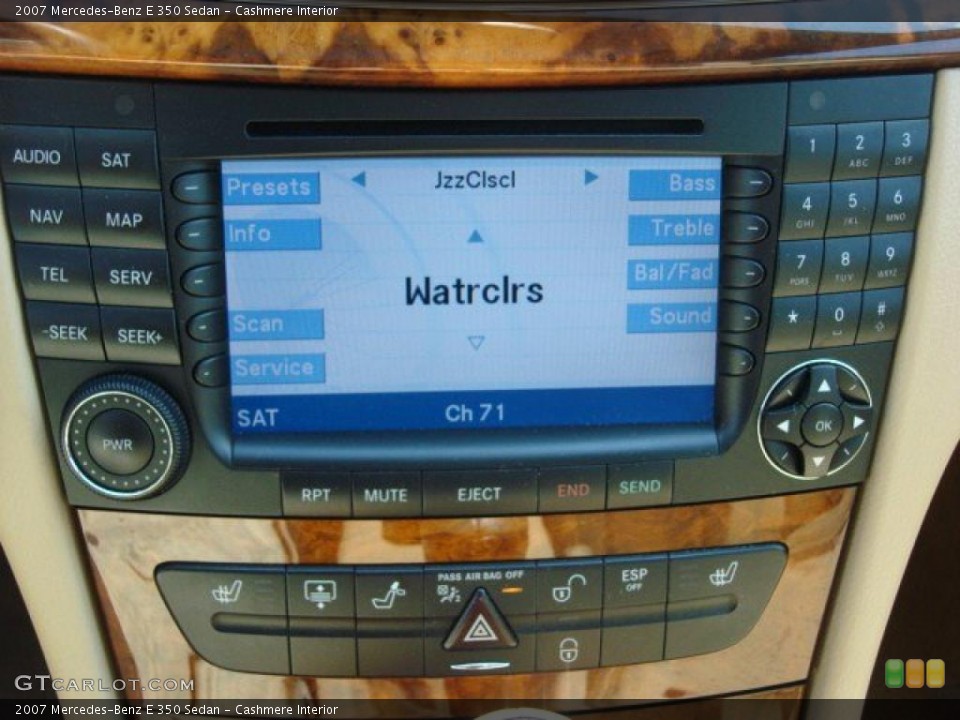 2007 Mercedes-Benz E 350 Sedan - Cashmere Interior
AUDIO SAT
NAV MAP
TEL SERV
-SEEK SEEK+
PWR
Presets JzzClscl Bass
Info Treble
Watrclrs Bal/Fad
Scan Sound
Service
SAT Ch 71
1 2 ABC 3 DEF
4 GHI 5 JKL 6 MNO
7 PQRS 8 TUV 9 WXYZ
* 0 #
OK
RPT MUTE EJECT END SEND
PASS AIR BAG OFF
ESP OFF
GTCARLOT.COM
2007 Mercedes-Benz E 350 Sedan - Cashmere Interior